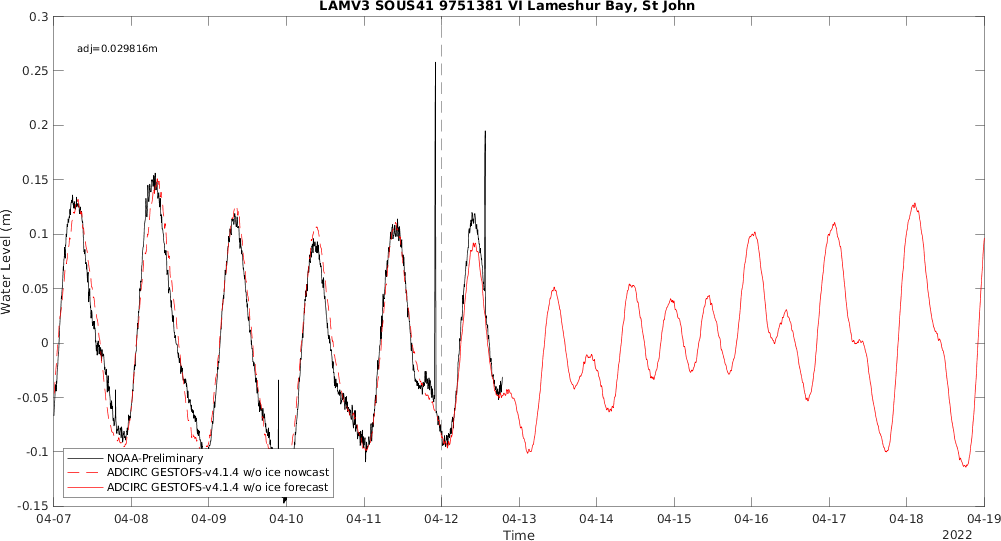 LAMV3 SOUS41 9751381 VI Lameshur Bay, St John
adj=0.029816m
Water Level (m)
0.3
0.25
0.2
0.15
0.1
0.05
0
-0.05
-0.1
-0.15
NOAA-Preliminary
ADCIRC GESTOFS-v4.1.4 w/o ice nowcast
ADCIRC GESTOFS-v4.1.4 w/o ice forecast
04-07 04-08 04-09 04-10 04-11 04-12 04-13 04-14 04-15 04-16 04-17 04-18 04-19
Time
2022